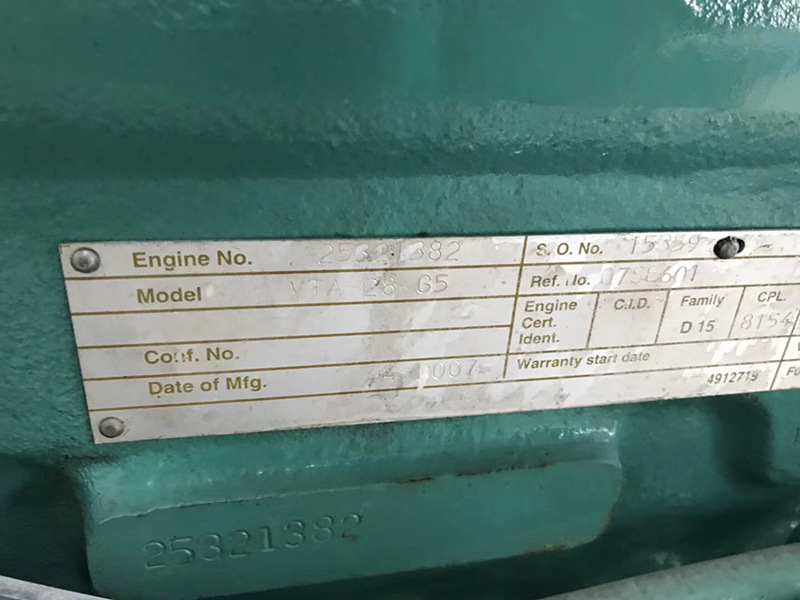 Engine No. 25321382 S. O. No. 15359
Model VTA-28-G5 Ref. No. 07SE601
Engine Cert. Ident. C.I.D. Family D 15 CPL. 8154
Conf. No.
Warranty start date
Date of Mfg. 4912719
25321382